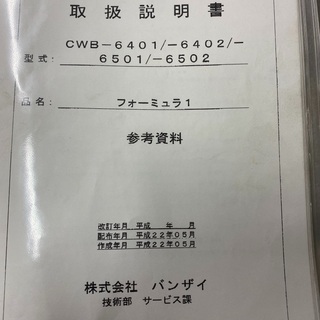 取扱説明書
CWB－6401／－6402／－
型式： 6501／－6502
品名： フォーミュラ1
参考資料
改訂年月 平成 年 月
配布年月 平成22年05月
作成年月 平成22年05月
株式会社 バンザイ
技術部 サービス課